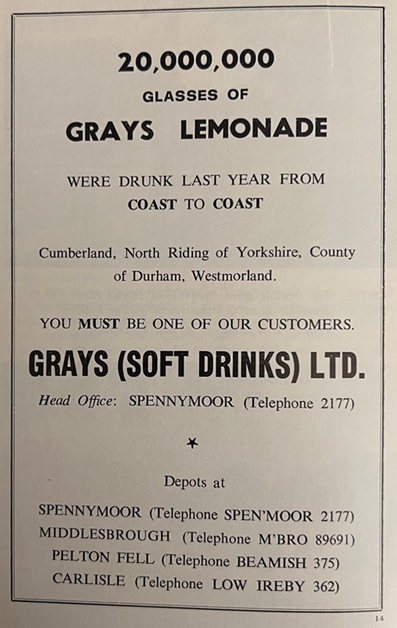 20,000,000
GLASSES OF
GRAYS LEMONADE
WERE DRUNK LAST YEAR FROM
COAST TO COAST
Cumberland, North Riding of Yorkshire, County
of Durham, Westmorland.
YOU MUST BE ONE OF OUR CUSTOMERS.
GRAYS (SOFT DRINKS) LTD.
Head Office: SPENNYMOOR (Telephone 2177)
Depots at
SPENNYMOOR (Telephone SPEN'MOOR 2177)
MIDDLESBROUGH (Telephone M'BRO 89691)
PELTON FELL (Telephone BEAMISH 375)
CARLISLE (Telephone LOW IREBY 362)
14